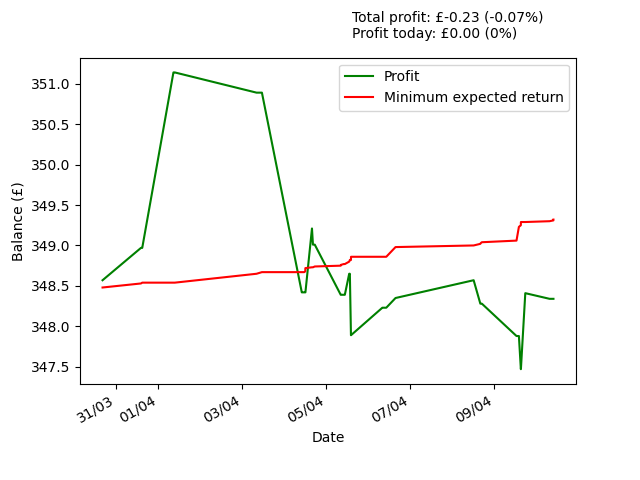 Total profit: £-0.23 (-0.07%)
Profit today: £0.00 (0%)
Profit
Minimum expected return
351.0
350.5
350.0
349.5
349.0
348.5
348.0
347.5
Balance (£)
31/03
01/04
03/04
05/04
07/04
09/04
Date